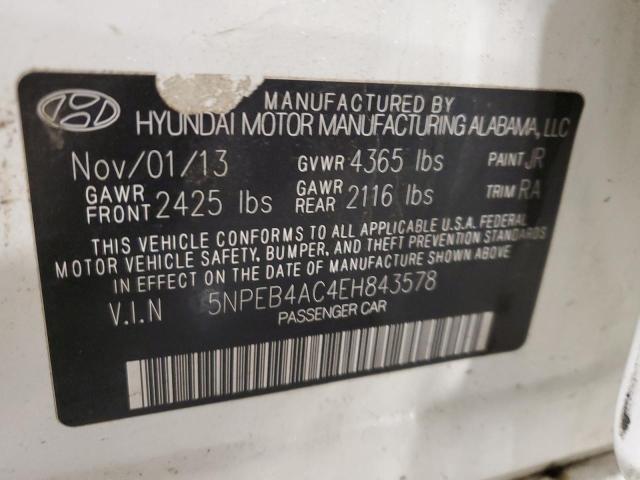 MANUFACTURED BY
HYUNDAI MOTOR MANUFACTURING ALABAMA, LLC
Nov/01/13 GVWR 4365 lbs PAINT JR
GAWR FRONT 2425 lbs GAWR REAR 2116 lbs TRIM RA
THIS VEHICLE CONFORMS TO ALL APPLICABLE U.S.A. FEDERAL
MOTOR VEHICLE SAFETY, BUMPER, AND THEFT PREVENTION STANDARDS
IN EFFECT ON THE DATE OF MANUFACTURE SHOWN ABOVE
V.I.N 5NPEB4AC4EH843578
PASSENGER CAR